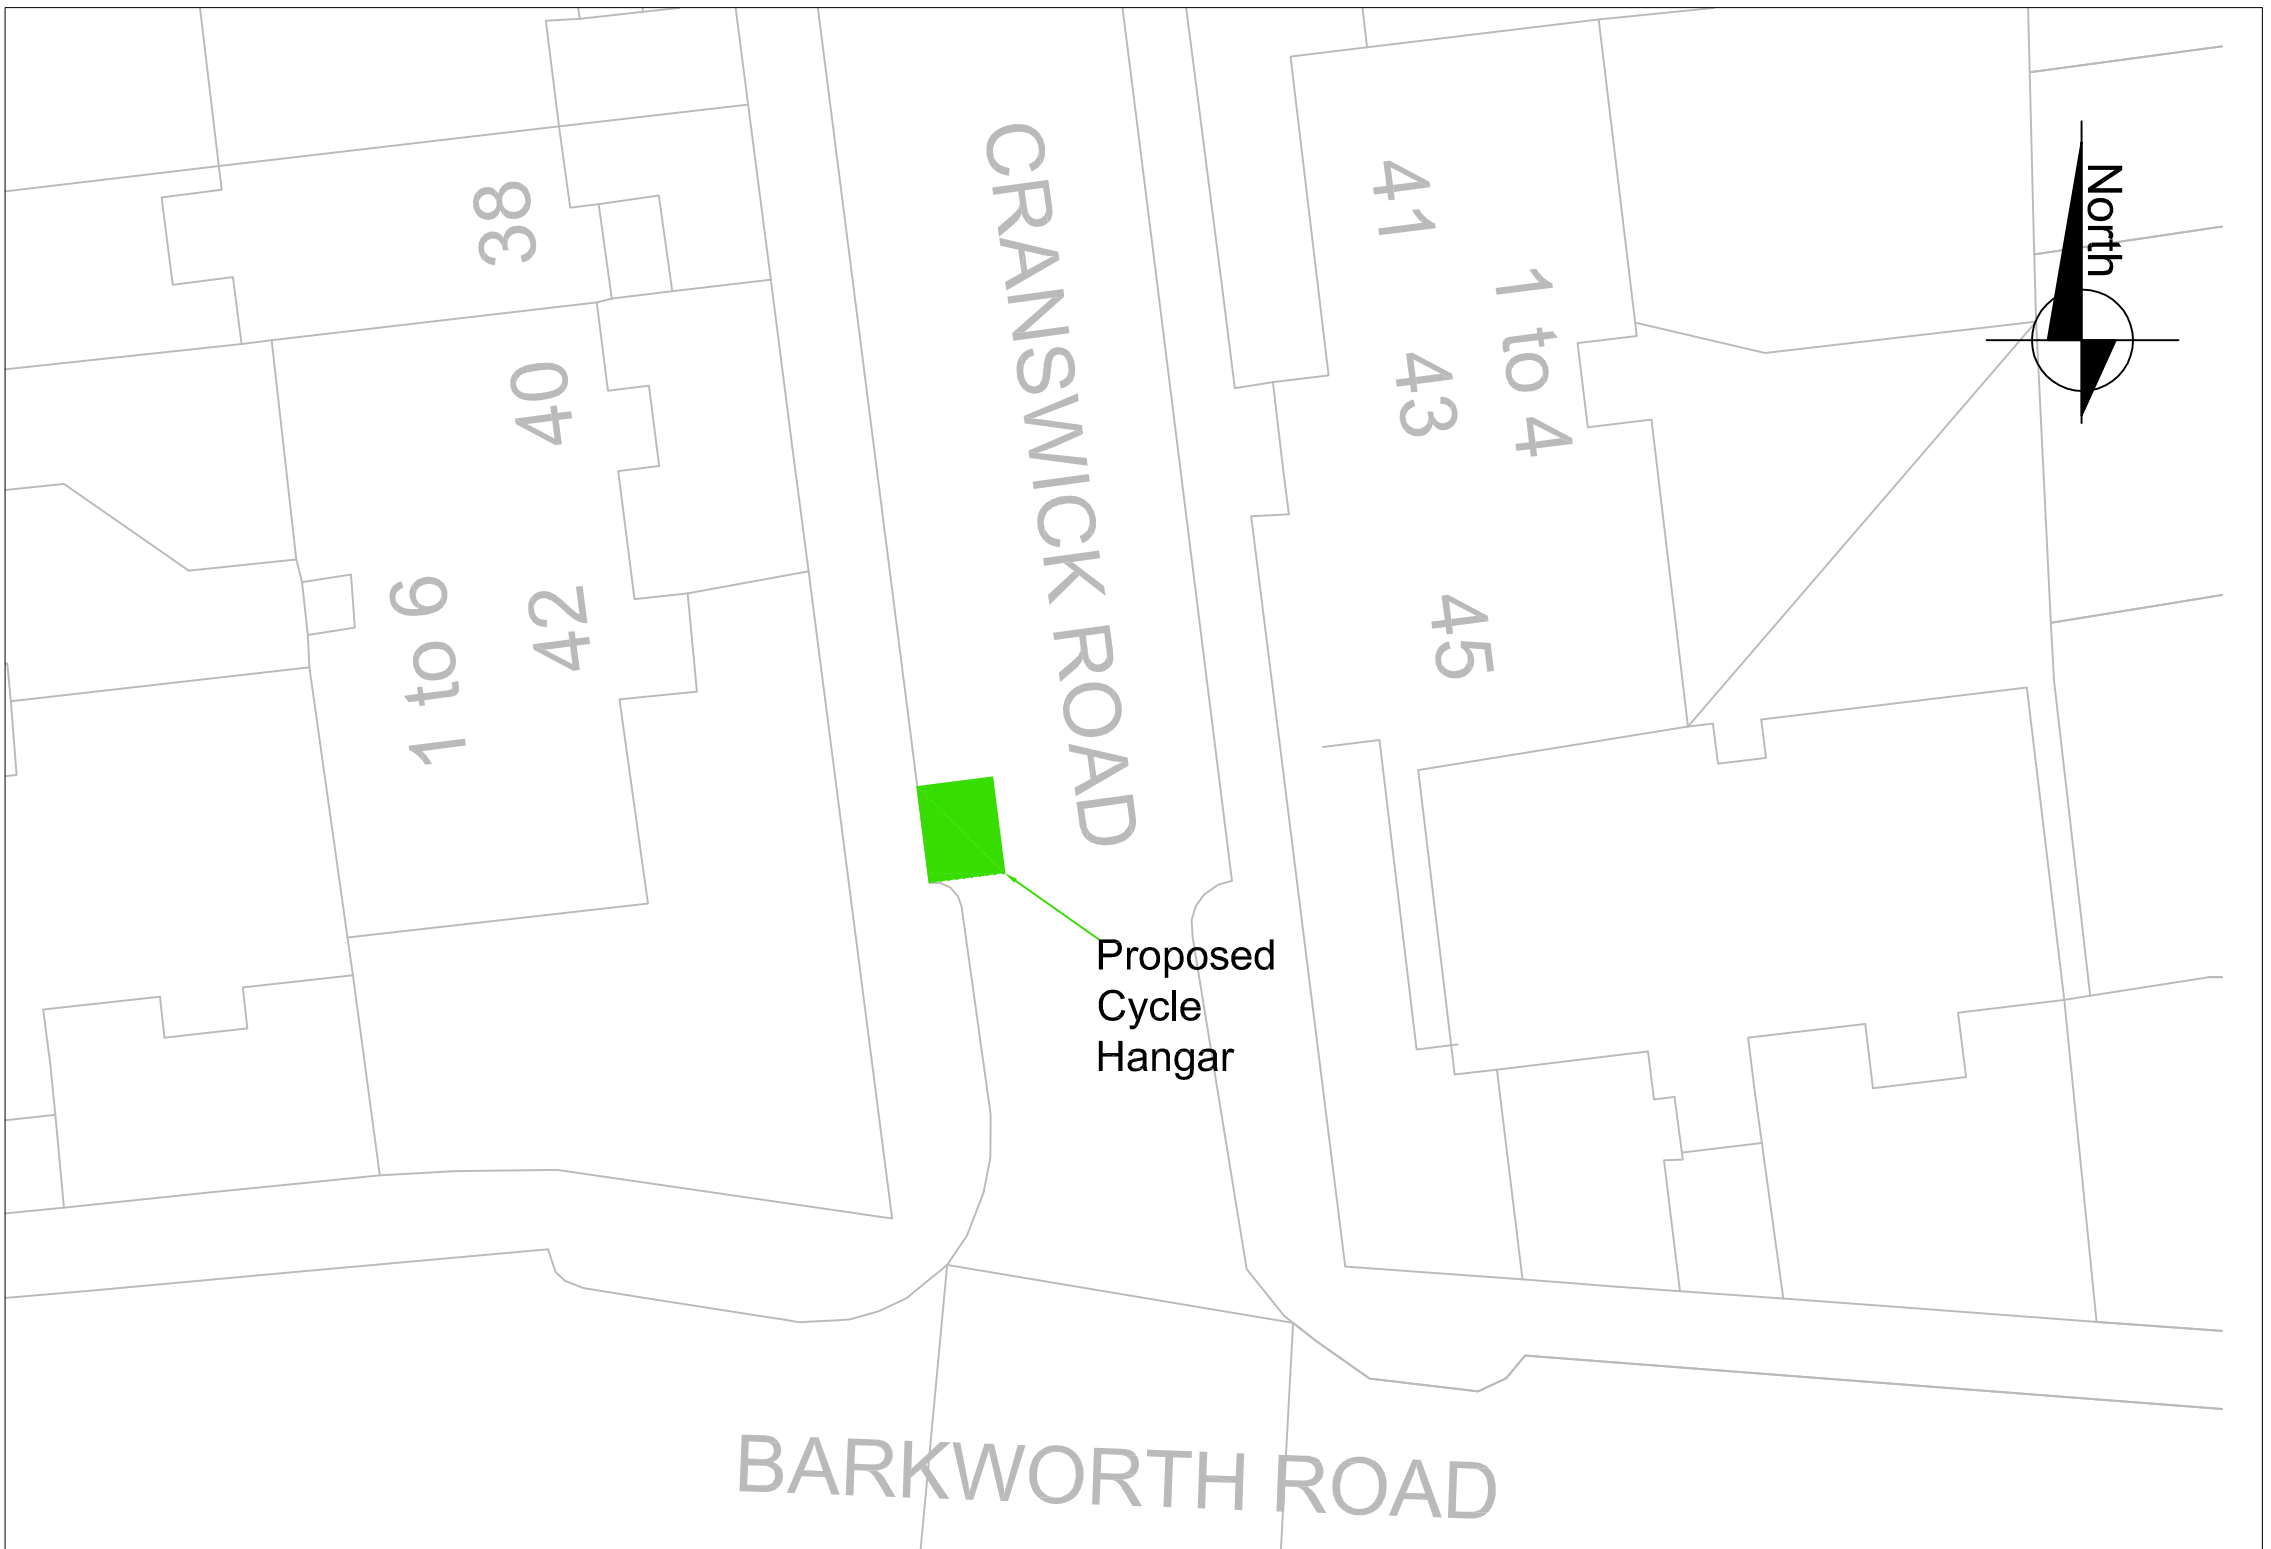 CRANSWICK ROAD
38
40
42
1 to 6
41
43
45
1 to 4
North
Proposed
Cycle
Hangar
BARKWORTH ROAD